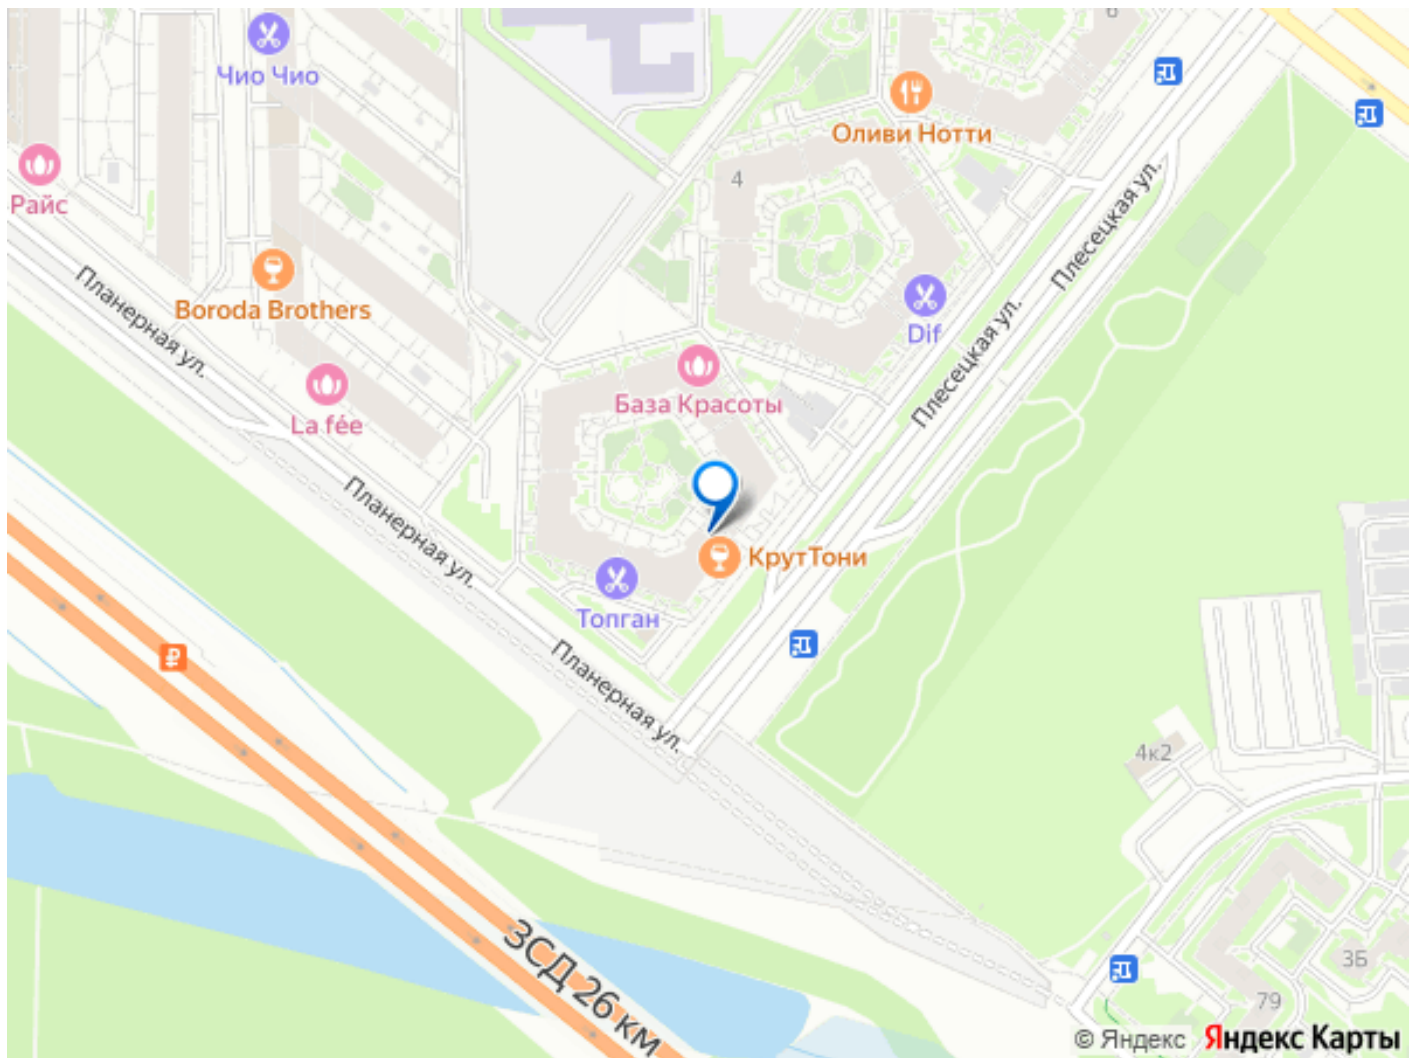 6
Чио Чио
Оливи Нотти
Райс
4
Плесецкая ул.
Планерная ул.
Boroda Brothers
Dif
Плесецкая ул.
La fée
База Красоты
Планерная ул.
КрутТони
Топган
₽
Планерная ул.
4к2
ЗСД 26 км
3Б
79
© Яндекс Яндекс Карты